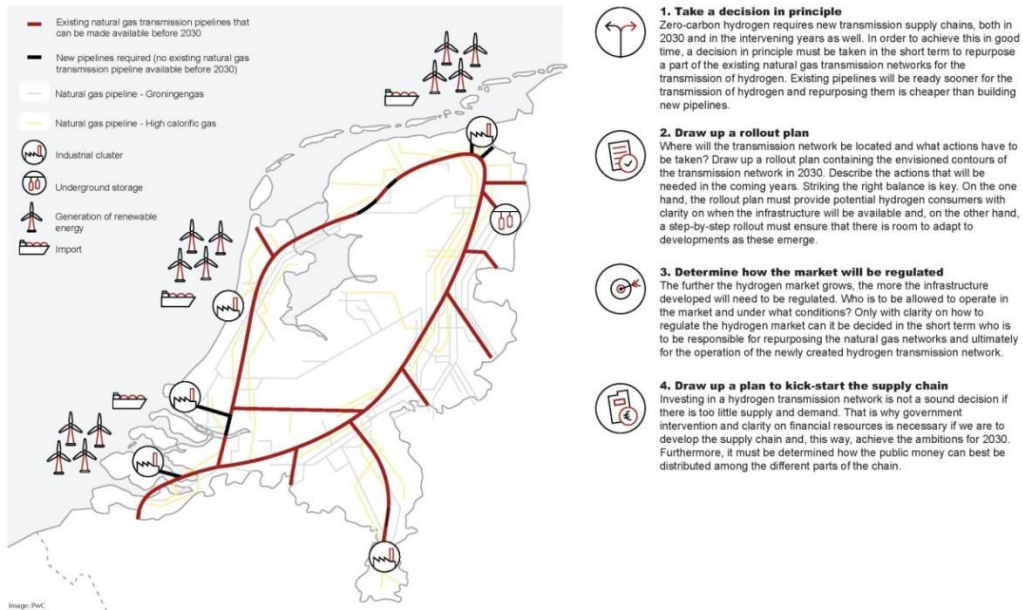 Existing natural gas transmission pipelines that
can be made available before 2030
New pipelines required (no existing natural gas
transmission pipeline available before 2030)
Natural gas pipeline - Groningengas
Natural gas pipeline - High calorific gas
Industrial cluster
Underground storage
Generation of renewable
energy
Import
Image: PwC
1. Take a decision in principle
Zero-carbon hydrogen requires new transmission supply chains, both in
2030 and in the intervening years as well. In order to achieve this in good
time, a decision in principle must be taken in the short term to repurpose
a part of the existing natural gas transmission networks for the
transmission of hydrogen. Existing pipelines will be ready sooner for the
transmission of hydrogen and repurposing them is cheaper than building
new pipelines.
2. Draw up a rollout plan
Where will the transmission network be located and what actions have to
be taken? Draw up a rollout plan containing the envisioned contours of
the transmission network in 2030. Describe the actions that will be
needed in the coming years. Striking the right balance is key. On the one
hand, the rollout plan must provide potential hydrogen consumers with
clarity on when the infrastructure will be available and, on the other hand,
a step-by-step rollout must ensure that there is room to adapt to
developments as these emerge.
3. Determine how the market will be regulated
The further the hydrogen market grows, the more the infrastructure
developed will need to be regulated. Who is to be allowed to operate in
the market and under what conditions? Only with clarity on how to
regulate the hydrogen market can it be decided in the short term who is
to be responsible for repurposing the natural gas networks and ultimately
for the operation of the newly created hydrogen transmission network.
4. Draw up a plan to kick-start the supply chain
Investing in a hydrogen transmission network is not a sound decision if
there is too little supply and demand. That is why government
intervention and clarity on financial resources is necessary if we are to
develop the supply chain and, this way, achieve the ambitions for 2030.
Furthermore, it must be determined how the public money can best be
distributed among the different parts of the chain.